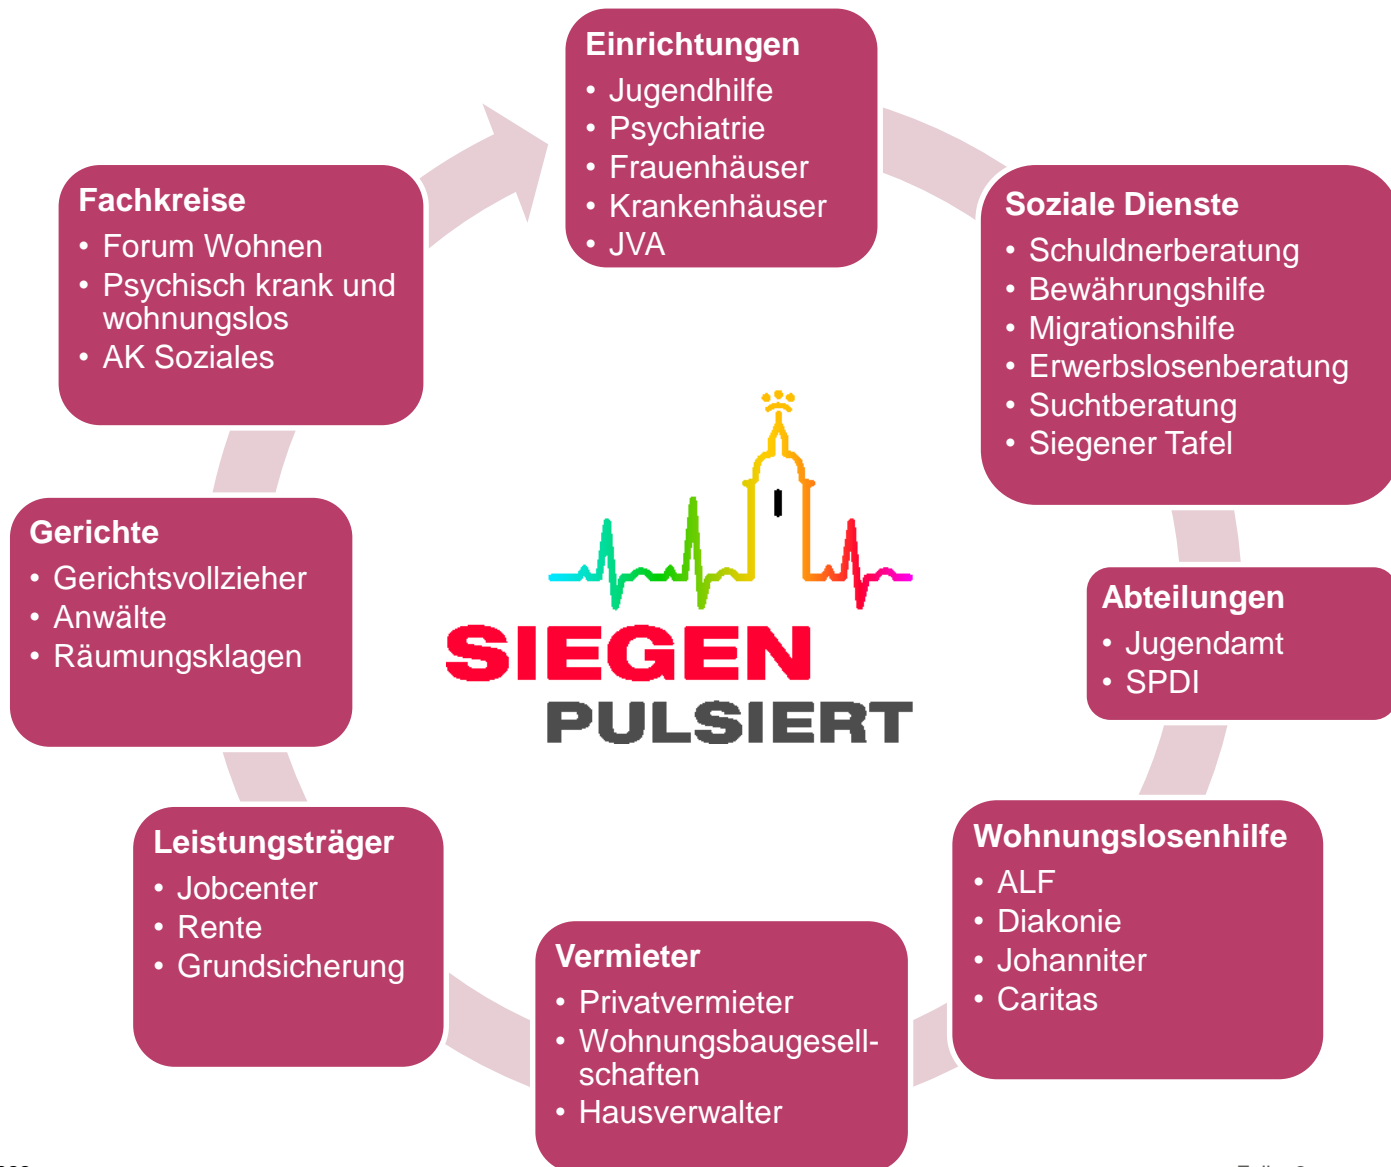 Einrichtungen
• Jugendhilfe
• Psychiatrie
• Frauenhäuser
• Krankenhäuser
• JVA
Soziale Dienste
• Schuldnerberatung
• Bewährungshilfe
• Migrationshilfe
• Erwerbslosenberatung
• Suchtberatung
• Siegener Tafel
Abteilungen
• Jugendamt
• SPDI
Wohnungslosenhilfe
• ALF
• Diakonie
• Johanniter
• Caritas
Vermieter
• Privatvermieter
• Wohnungsbaugesell-
schaften
• Hausverwalter
Leistungsträger
• Jobcenter
• Rente
• Grundsicherung
Gerichte
• Gerichtsvollzieher
• Anwälte
• Räumungsklagen
Fachkreise
• Forum Wohnen
• Psychisch krank und
wohnungslos
• AK Soziales
SIEGEN
PULSIERT